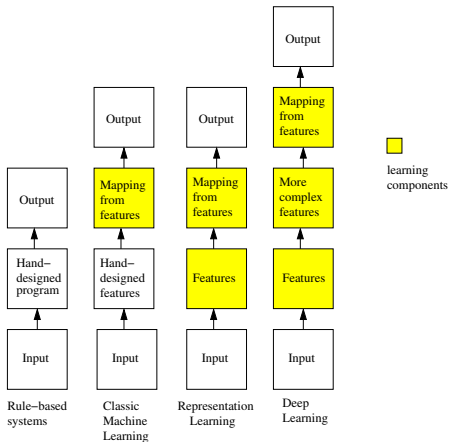 Output
Output
Output
Mapping
from
features
Output
Mapping
from
features
Mapping
from
features
More
complex
features
learning
components
Hand-
designed
program
Hand-
designed
features
Features
Features
Input
Input
Input
Input
Rule-based
systems
Classic
Machine
Learning
Representation
Learning
Deep
Learning